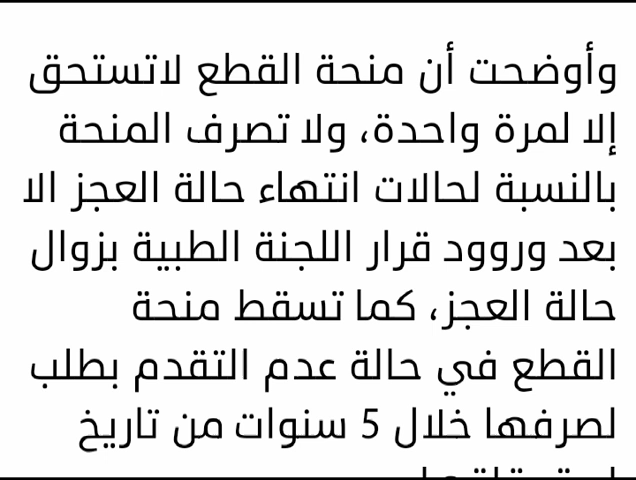 وأوضحت أن منحة القطع لاتستحق
إلا لمرة واحدة، ولا تصرف المنحة
بالنسبة لحالات انتهاء حالة العجز الا
بعد وروود قرار اللجنة الطبية بزوال
حالة العجز، كما تسقط منحة
القطع في حالة عدم التقدم بطلب
لصرفها خلال 5 سنوات من تاريخ